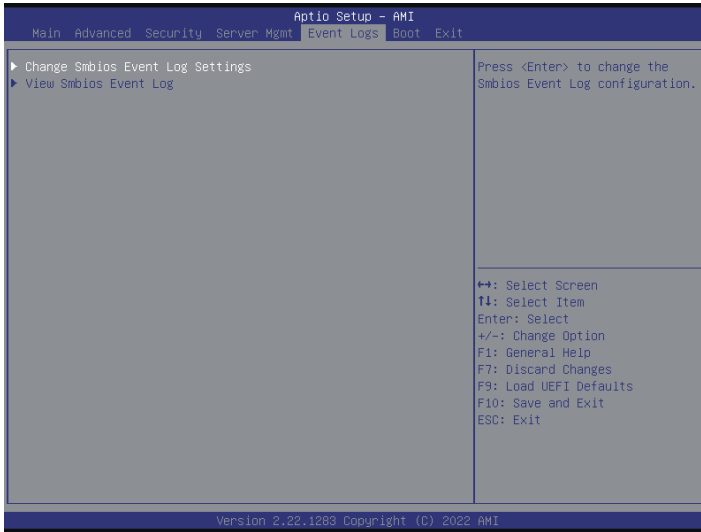 Aptio Setup - AMI
Main Advanced Security Server Mgmt Event Logs Boot Exit
▶ Change Smbios Event Log Settings
▶ View Smbios Event Log
Press <Enter> to change the
Smbios Event Log configuration.
↔: Select Screen
↑↓: Select Item
Enter: Select
+/-: Change Option
F1: General Help
F7: Discard Changes
F9: Load UEFI Defaults
F10: Save and Exit
ESC: Exit
Version 2.22.1283 Copyright (C) 2022 AMI